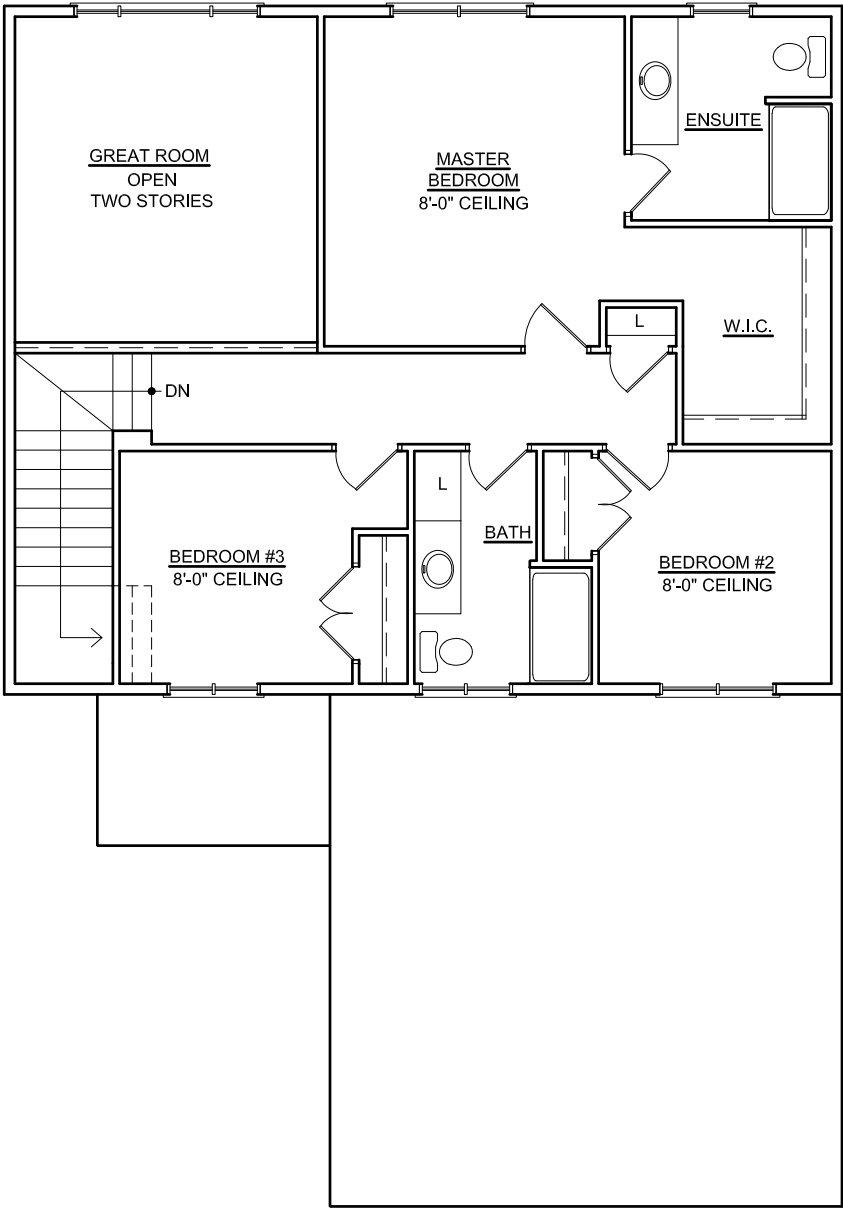 GREAT ROOM
OPEN
TWO STORIES
MASTER
BEDROOM
8'-0" CEILING
ENSUITE
L
W.I.C.
DN
L
BATH
BEDROOM #3
8'-0" CEILING
BEDROOM #2
8'-0" CEILING